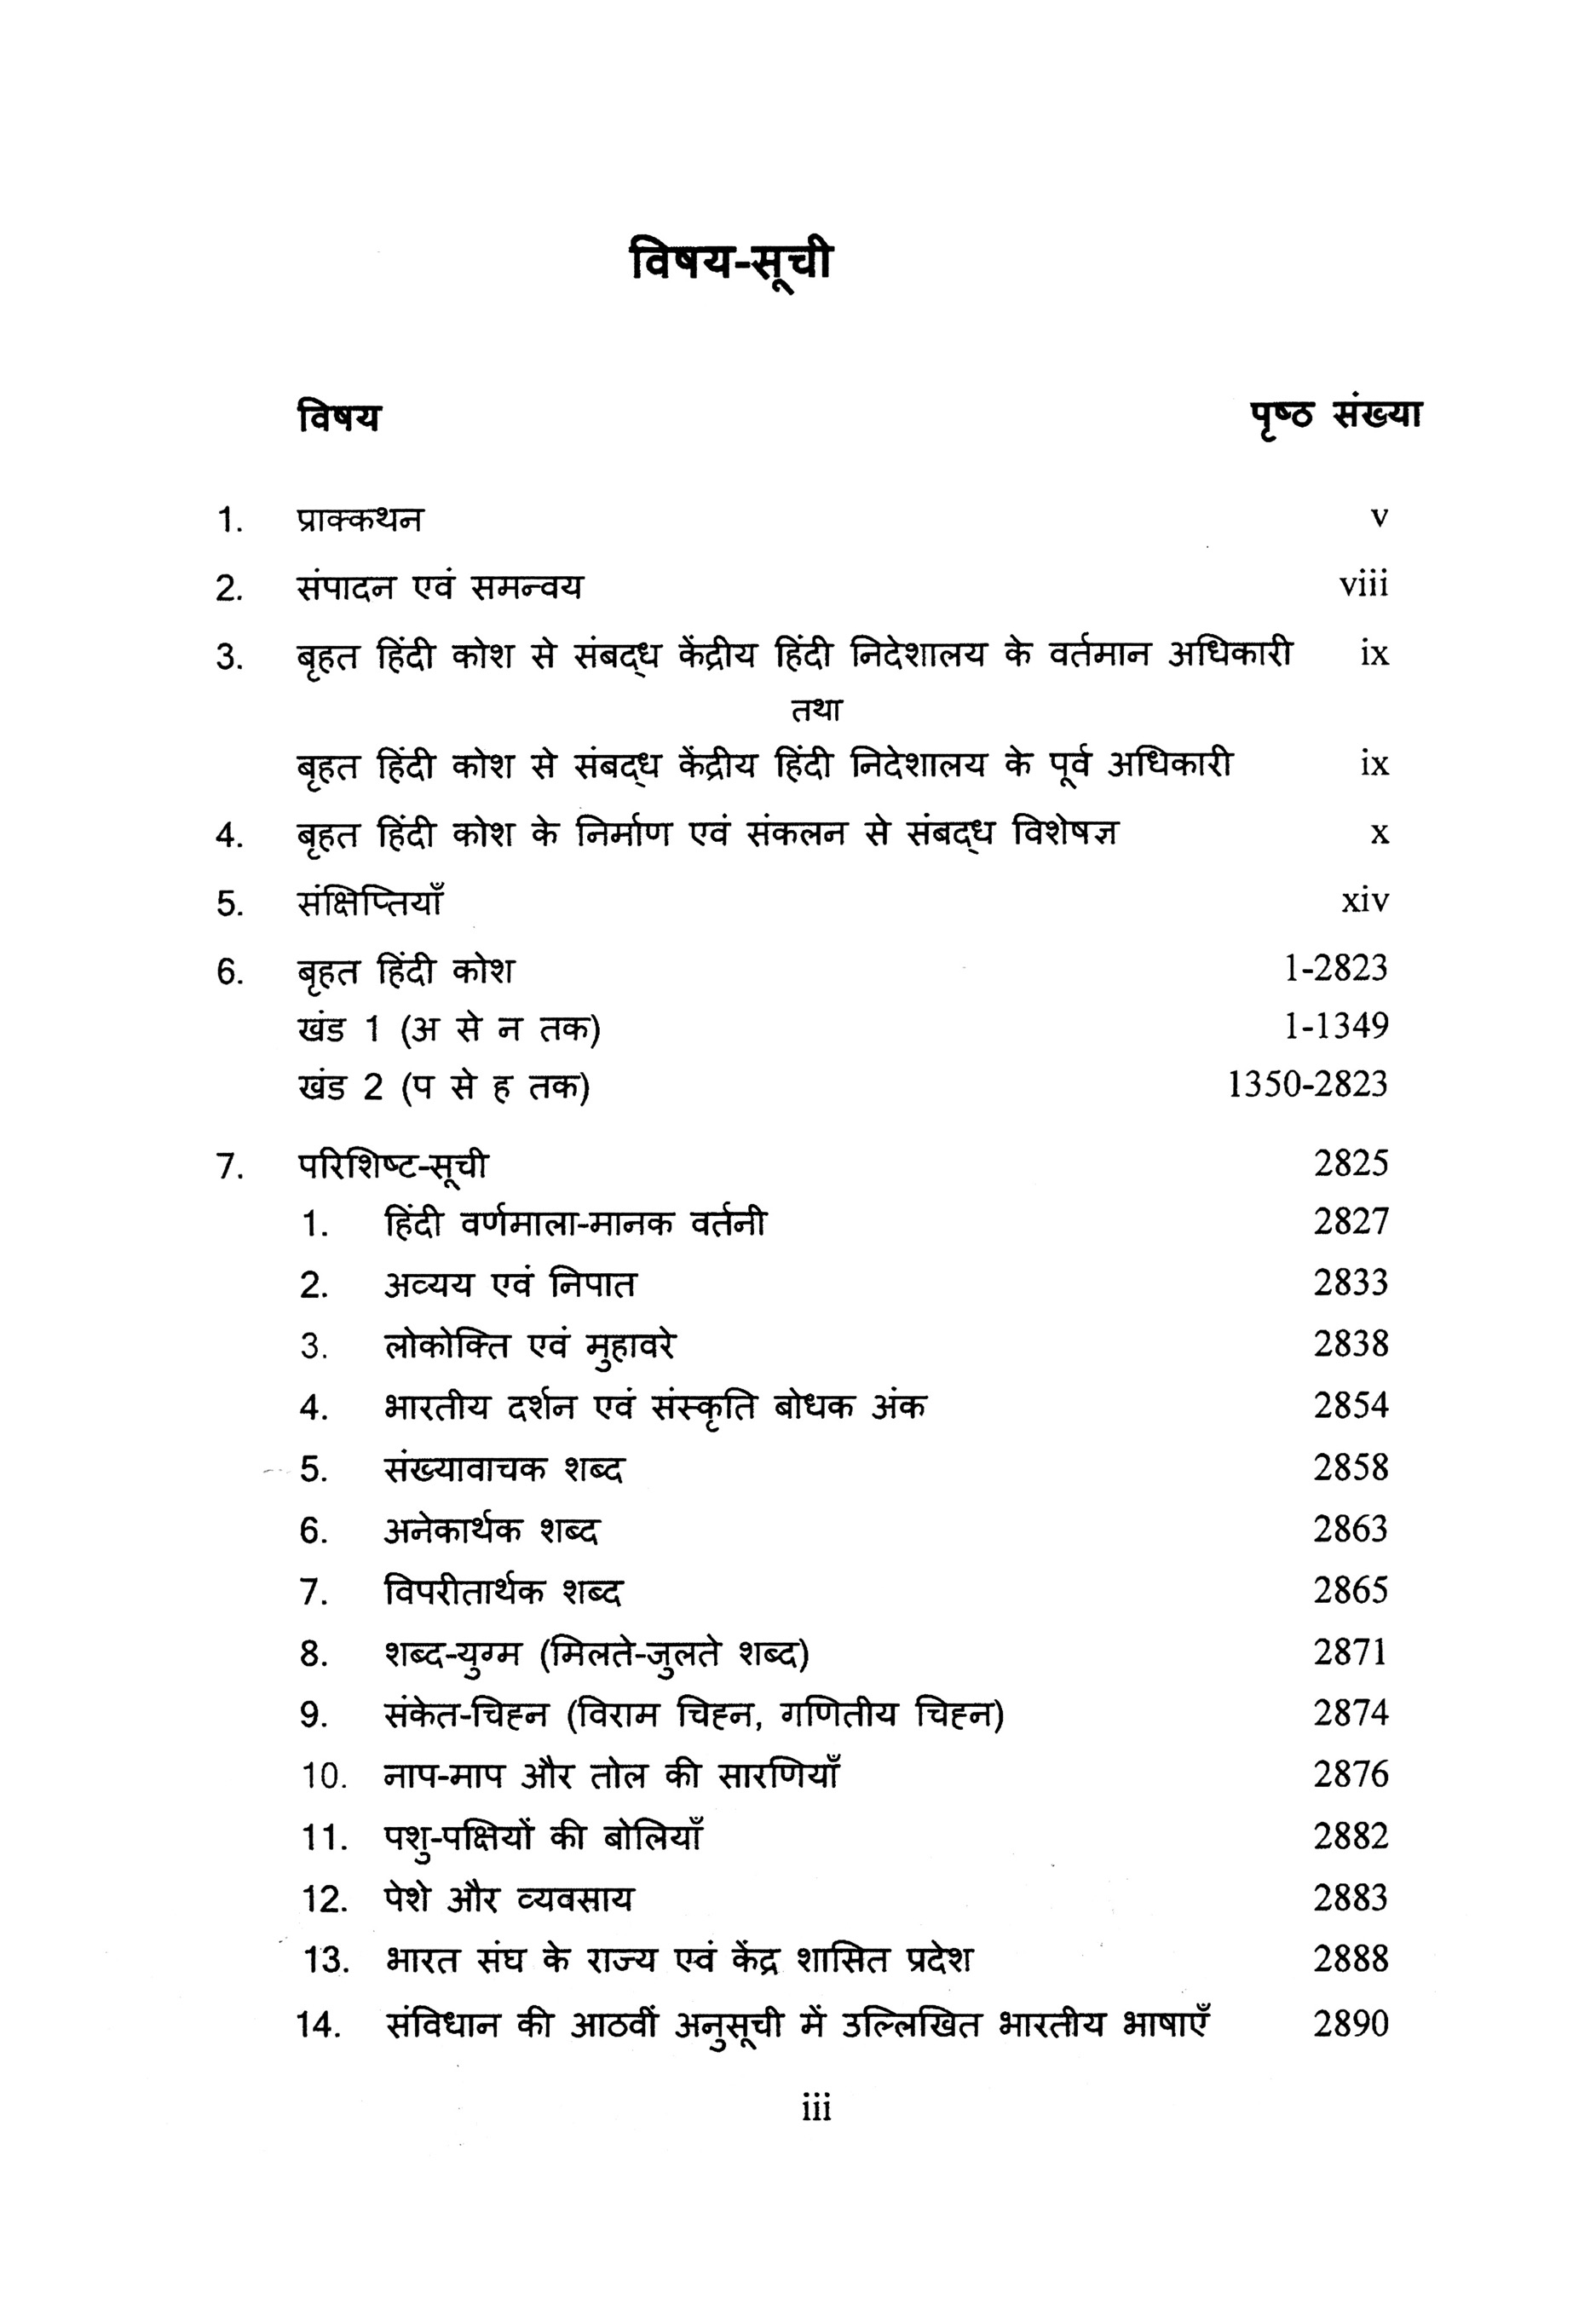 विषय-सूची
विषय पृष्ठ संख्या
1. प्राक्कथन v
2. संपादन एवं समन्वय viii
3. बृहत हिंदी कोश से संबद्ध केंद्रीय हिंदी निदेशालय के वर्तमान अधिकारी ix
तथा
बृहत हिंदी कोश से संबद्ध केंद्रीय हिंदी निदेशालय के पूर्व अधिकारी ix
4. बृहत हिंदी कोश के निर्माण एवं संकलन से संबद्ध विशेषज्ञ x
5. संक्षिप्तियाँ xiv
6. बृहत हिंदी कोश 1-2823
खंड 1 (अ से न तक) 1-1349
खंड 2 (प से ह तक) 1350-2823
7. परिशिष्ट-सूची 2825
1. हिंदी वर्णमाला-मानक वर्तनी 2827
2. अव्यय एवं निपात 2833
3. लोकोक्ति एवं मुहावरे 2838
4. भारतीय दर्शन एवं संस्कृति बोधक अंक 2854
5. संख्यावाचक शब्द 2858
6. अनेकार्थक शब्द 2863
7. विपरीतार्थक शब्द 2865
8. शब्द-युग्म (मिलते-जुलते शब्द) 2871
9. संकेत-चिह्न (विराम चिह्न, गणितीय चिह्न) 2874
10. नाप-माप और तोल की सारणियाँ 2876
11. पशु-पक्षियों की बोलियाँ 2882
12. पेशे और व्यवसाय 2883
13. भारत संघ के राज्य एवं केंद्र शासित प्रदेश 2888
14. संविधान की आठवीं अनुसूची में उल्लिखित भारतीय भाषाएँ 2890
iii